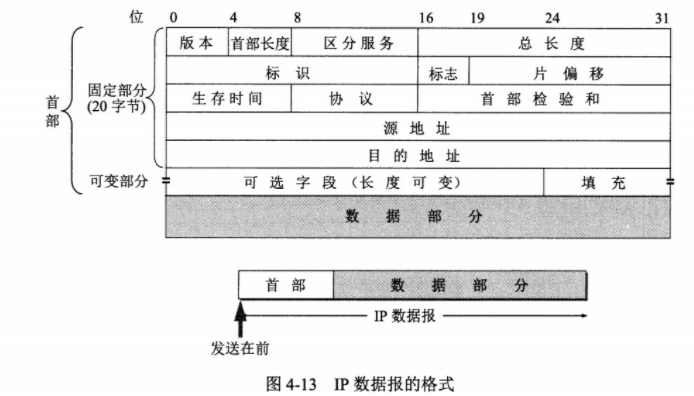 位 0 4 8 16 19 24 31
版本 首部长度 区分服务 总长度
标识 标志 片偏移
固定部分
(20 字节)
首部
生存时间 协议 首部检验和
源地址
目的地址
可变部分 可选字段（长度可变） 填充
数据部分
首部 数据部分
IP 数据报
发送在前
图 4-13 IP 数据报的格式